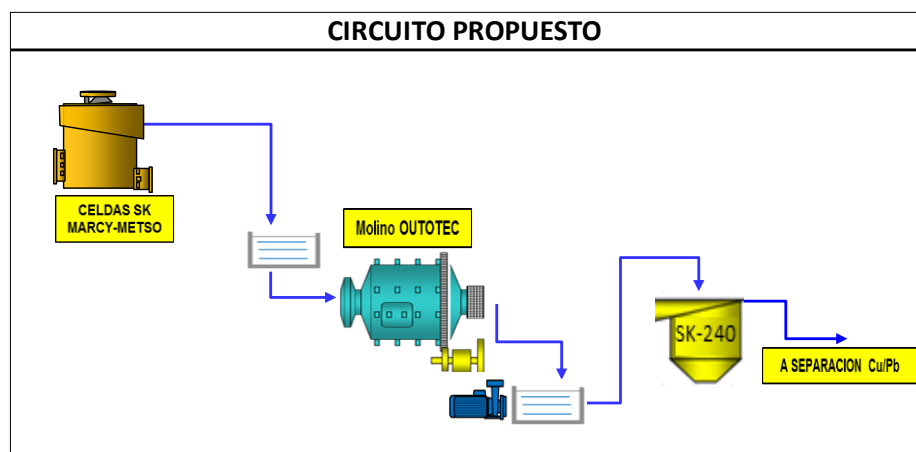 CIRCUITO PROPUESTO
CELDAS SK
MARCY-METSO
Molino OUTOTEC
SK-240
A SEPARACION Cu/Pb